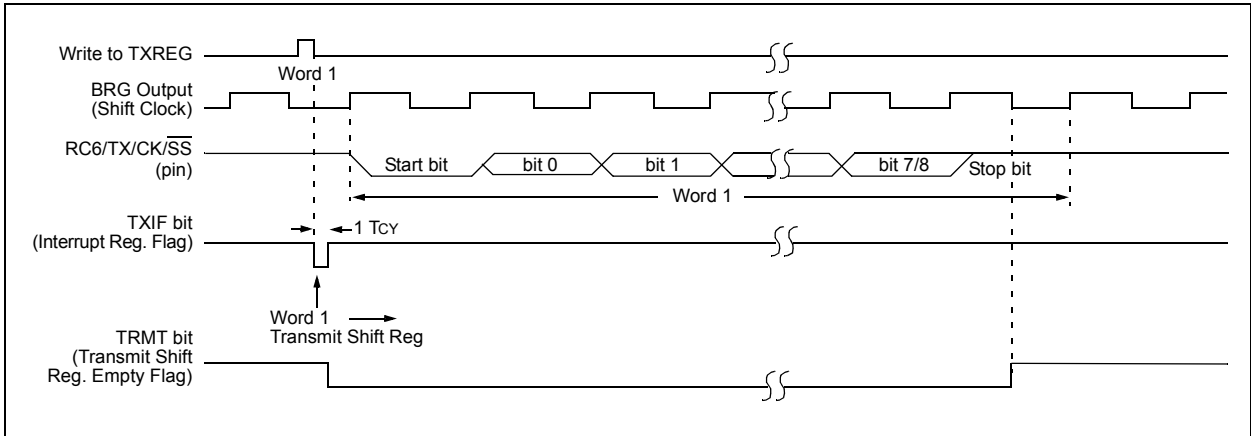 Write to TXREG
Word 1
BRG Output
(Shift Clock)
RC6/TX/CK/SS
(pin)
Start bit
bit 0
bit 1
bit 7/8
Stop bit
Word 1
TXIF bit
(Interrupt Reg. Flag)
1 TCY
Word 1
Transmit Shift Reg
TRMT bit
(Transmit Shift
Reg. Empty Flag)